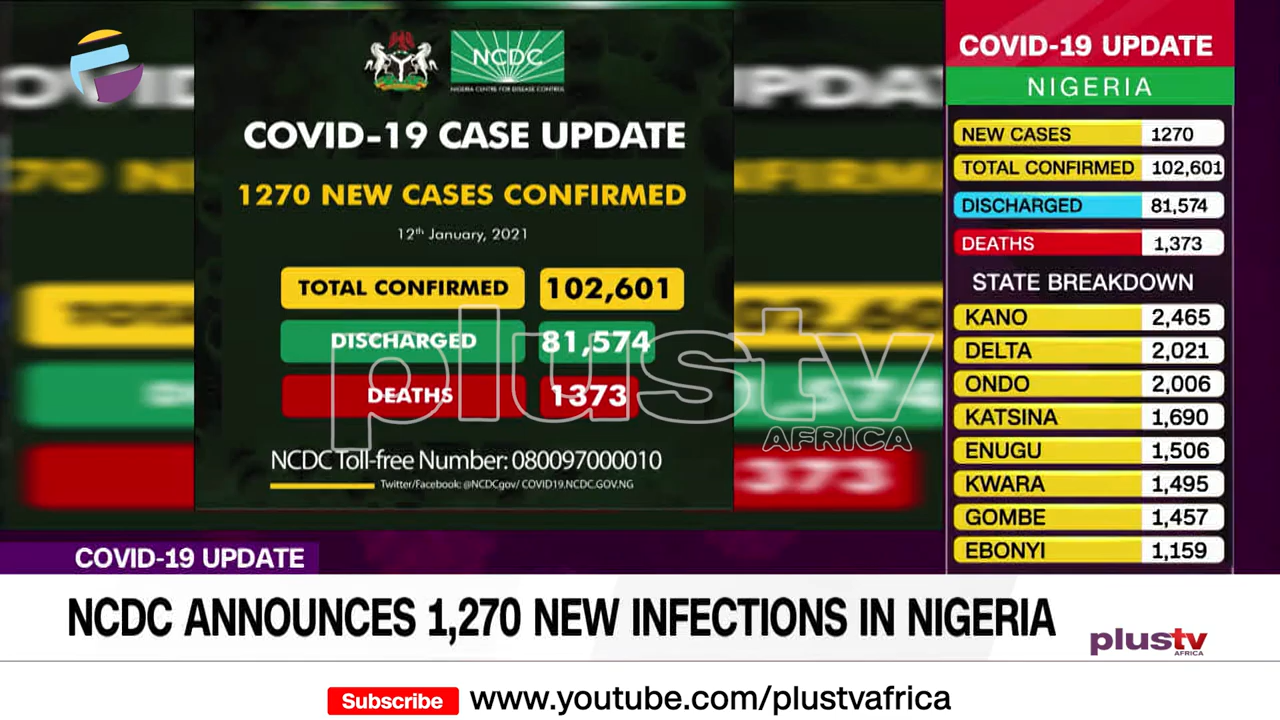 NCDC
NIGERIA CENTRE FOR DISEASE CONTROL
COVID-19 CASE UPDATE
1270 NEW CASES CONFIRMED
12th January, 2021
TOTAL CONFIRMED 102,601
DISCHARGED 81,574
DEATHS 1373
NCDC Toll-free Number: 080097000010
Twitter/Facebook: @NCDCgov/ COVID19.NCDC.GOV.NG
plustv
AFRICA
COVID-19 UPDATE
NIGERIA
NEW CASES 1270
TOTAL CONFIRMED 102,601
DISCHARGED 81,574
DEATHS 1,373
STATE BREAKDOWN
KANO 2,465
DELTA 2,021
ONDO 2,006
KATSINA 1,690
ENUGU 1,506
KWARA 1,495
GOMBE 1,457
EBONYI 1,159
COVID-19 UPDATE
NCDC ANNOUNCES 1,270 NEW INFECTIONS IN NIGERIA
plustv
AFRICA
Subscribe www.youtube.com/plustvafrica